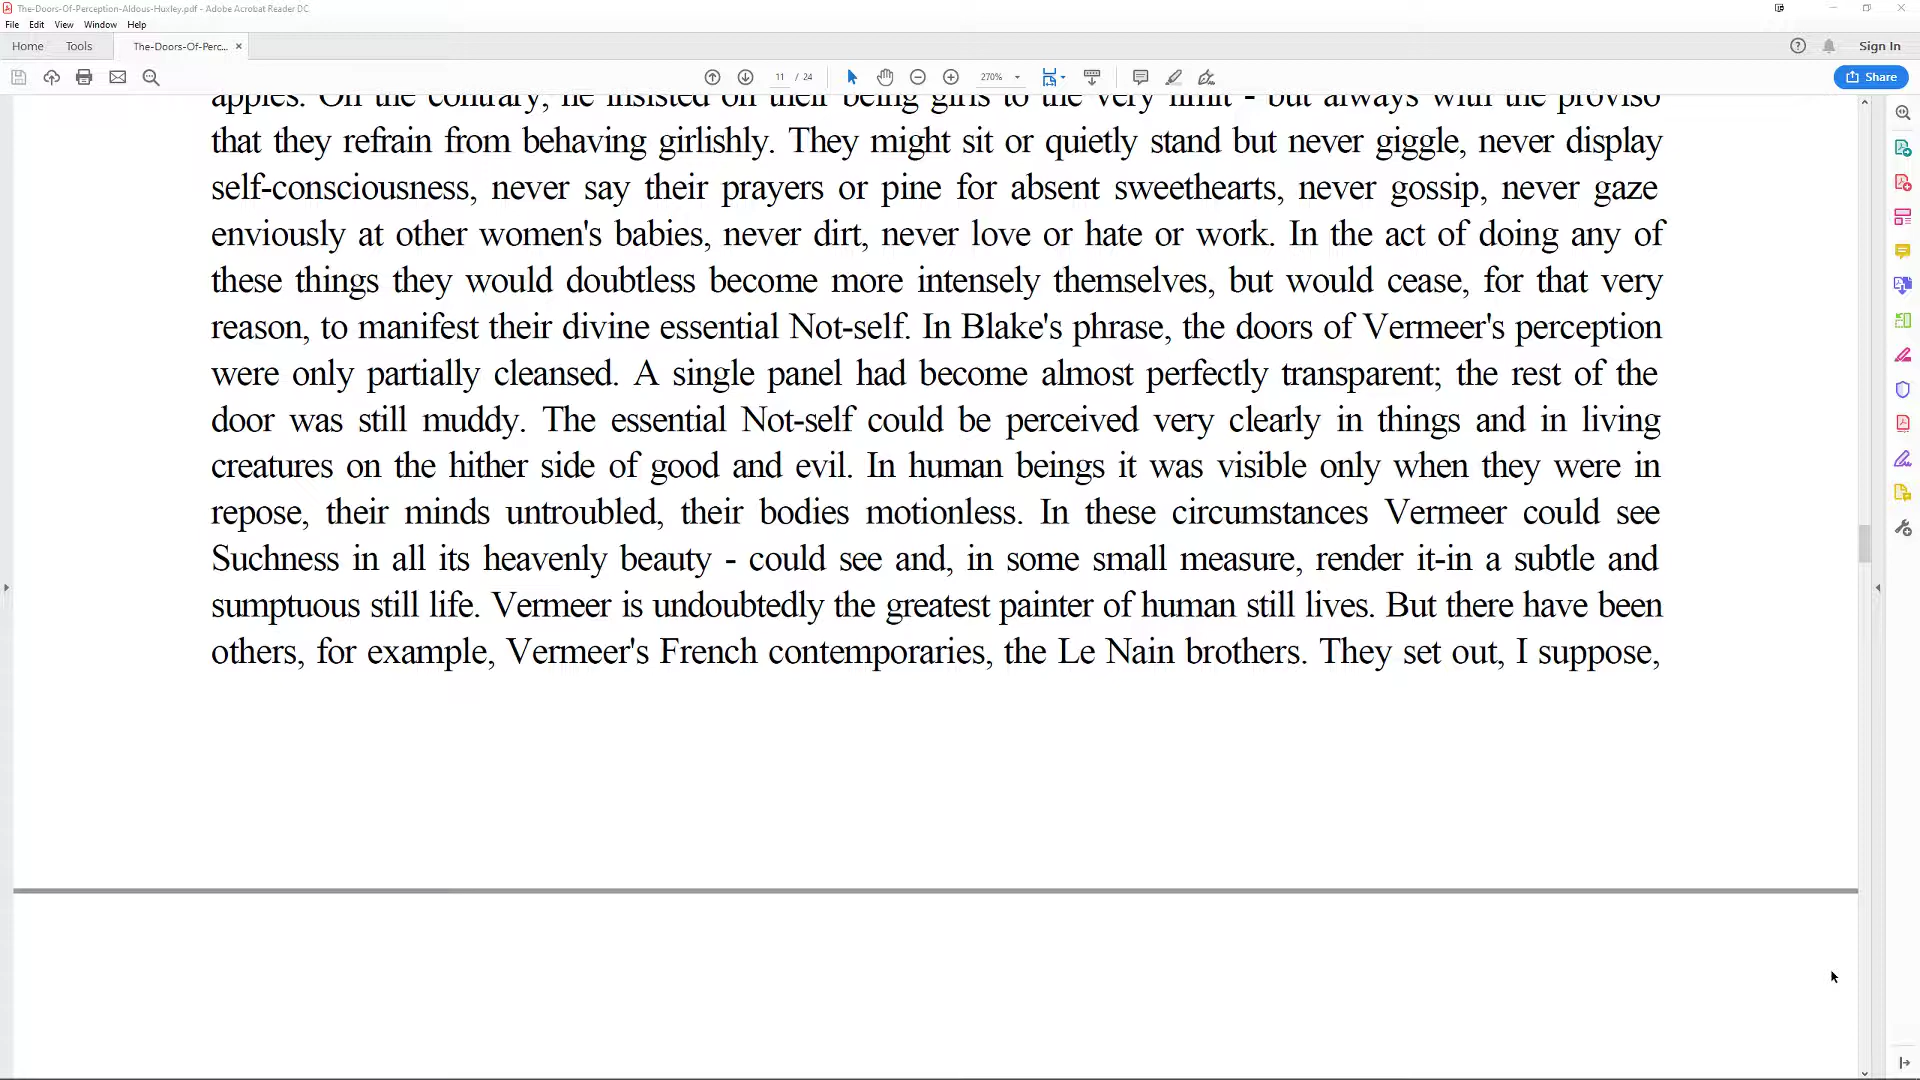 The-Doors-Of-Perception-Aldous-Huxley.pdf - Adobe Acrobat Reader DC
File Edit View Window Help
Home Tools The-Doors-Of-Perc... × Sign In
11 / 24 270% Share
apples. On the contrary, he insisted on their being girls to the very limit - but always with the proviso
that they refrain from behaving girlishly. They might sit or quietly stand but never giggle, never display
self-consciousness, never say their prayers or pine for absent sweethearts, never gossip, never gaze
enviously at other women's babies, never dirt, never love or hate or work. In the act of doing any of
these things they would doubtless become more intensely themselves, but would cease, for that very
reason, to manifest their divine essential Not-self. In Blake's phrase, the doors of Vermeer's perception
were only partially cleansed. A single panel had become almost perfectly transparent; the rest of the
door was still muddy. The essential Not-self could be perceived very clearly in things and in living
creatures on the hither side of good and evil. In human beings it was visible only when they were in
repose, their minds untroubled, their bodies motionless. In these circumstances Vermeer could see
Suchness in all its heavenly beauty - could see and, in some small measure, render it-in a subtle and
sumptuous still life. Vermeer is undoubtedly the greatest painter of human still lives. But there have been
others, for example, Vermeer's French contemporaries, the Le Nain brothers. They set out, I suppose,